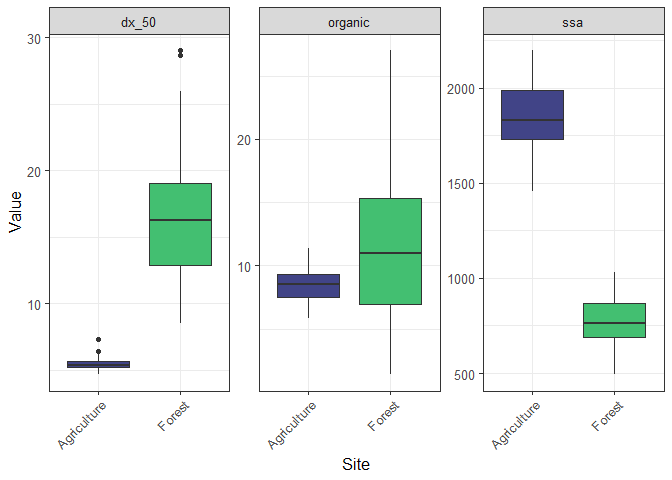 dx_50 organic ssa
Value
30
20
10
20
10
2000
1500
1000
500
Agriculture Forest Agriculture Forest Agriculture Forest
Site